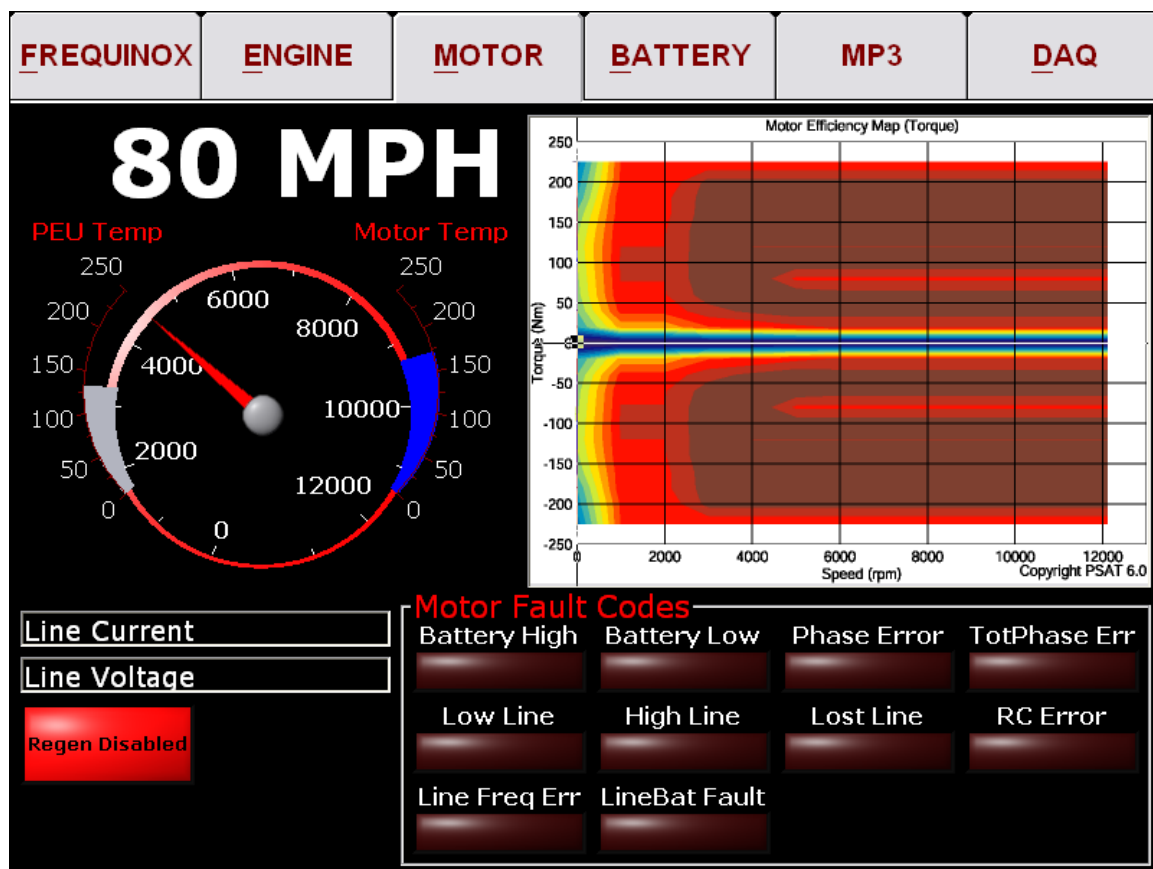 FREQUINOX ENGINE MOTOR BATTERY MP3 DAQ
80 MPH
PEU Temp
Motor Temp
250
200
150
100
50
0
0
2000
4000
6000
8000
10000
12000
250
200
150
100
50
0
Motor Efficiency Map (Torque)
Torque (Nm)
250
200
150
100
50
0
-50
-100
-150
-200
-250
0 2000 4000 6000 8000 10000 12000
Speed (rpm)
Copyright PSAT 6.0
Line Current
Line Voltage
Regen Disabled
Motor Fault Codes
Battery High Battery Low Phase Error TotPhase Err
Low Line High Line Lost Line RC Error
Line Freq Err LineBat Fault